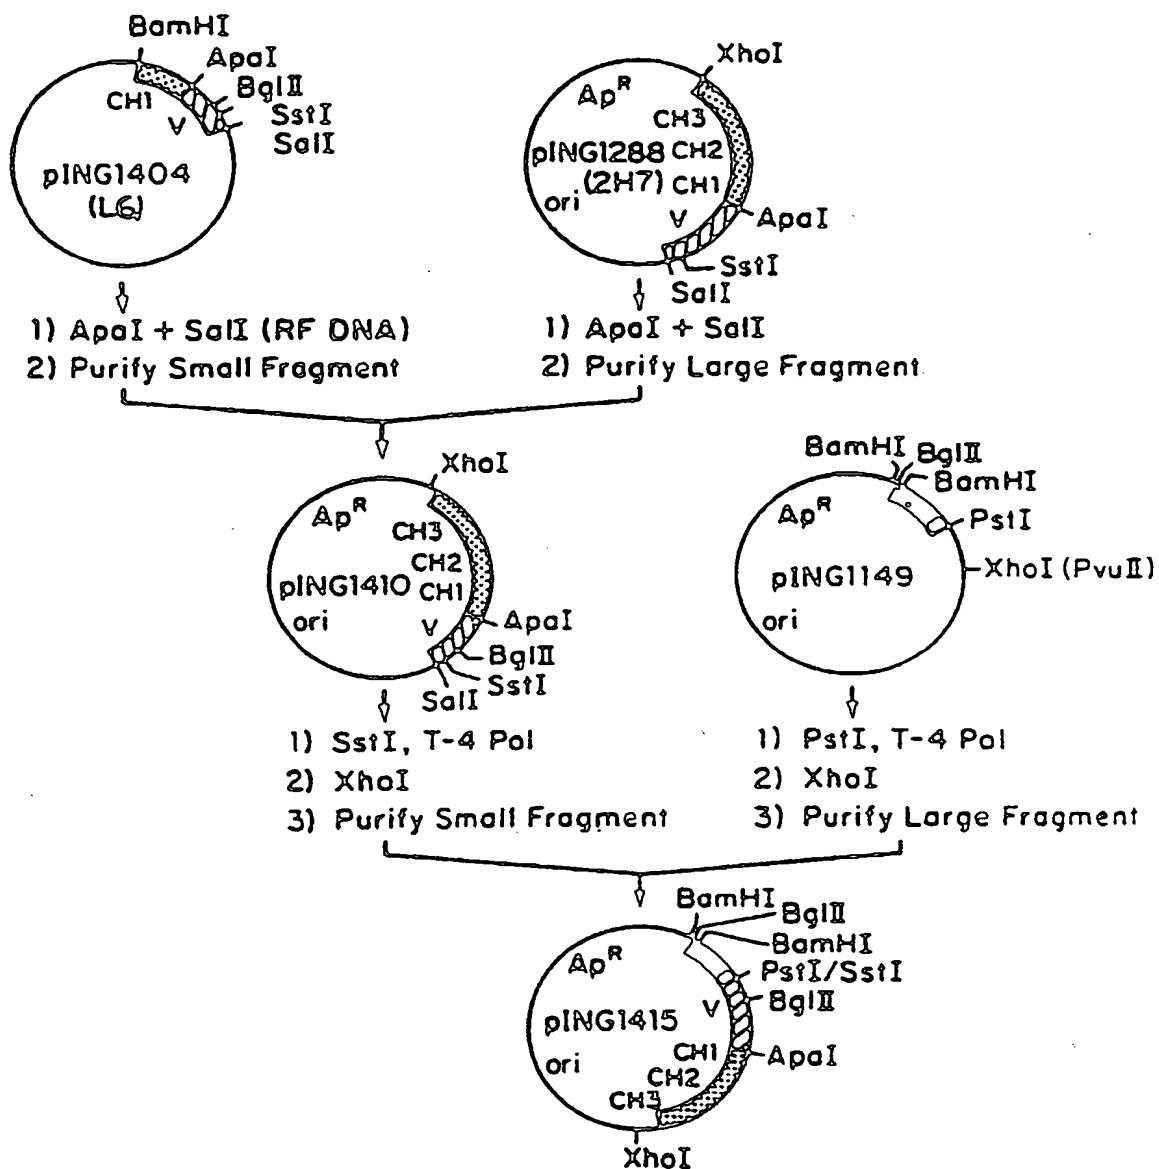 BamHI
ApaI
BglII
SstI
SalI
CH1
V
pING1404
(L6)
XhoI
Ap^R
CH3
pING1288 CH2
(2H7) CH1
ori
V
ApaI
SstI
SalI
1) ApaI + SalI (RF DNA)
2) Purify Small Fragment
1) ApaI + SalI
2) Purify Large Fragment
XhoI
Ap^R
CH3
CH2
pING1410 CH1
ori
V
ApaI
BglII
SstI
SalI
BamHI
BglII
BamHI
Ap^R
PstI
pING1149
XhoI (PvuII)
ori
1) SstI, T-4 Pol
2) XhoI
3) Purify Small Fragment
1) PstI, T-4 Pol
2) XhoI
3) Purify Large Fragment
BamHI
BglII
BamHI
Ap^R
PstI/SstI
BglII
V
pING1415
ori
CH1
ApaI
CH2
CH3
XhoI